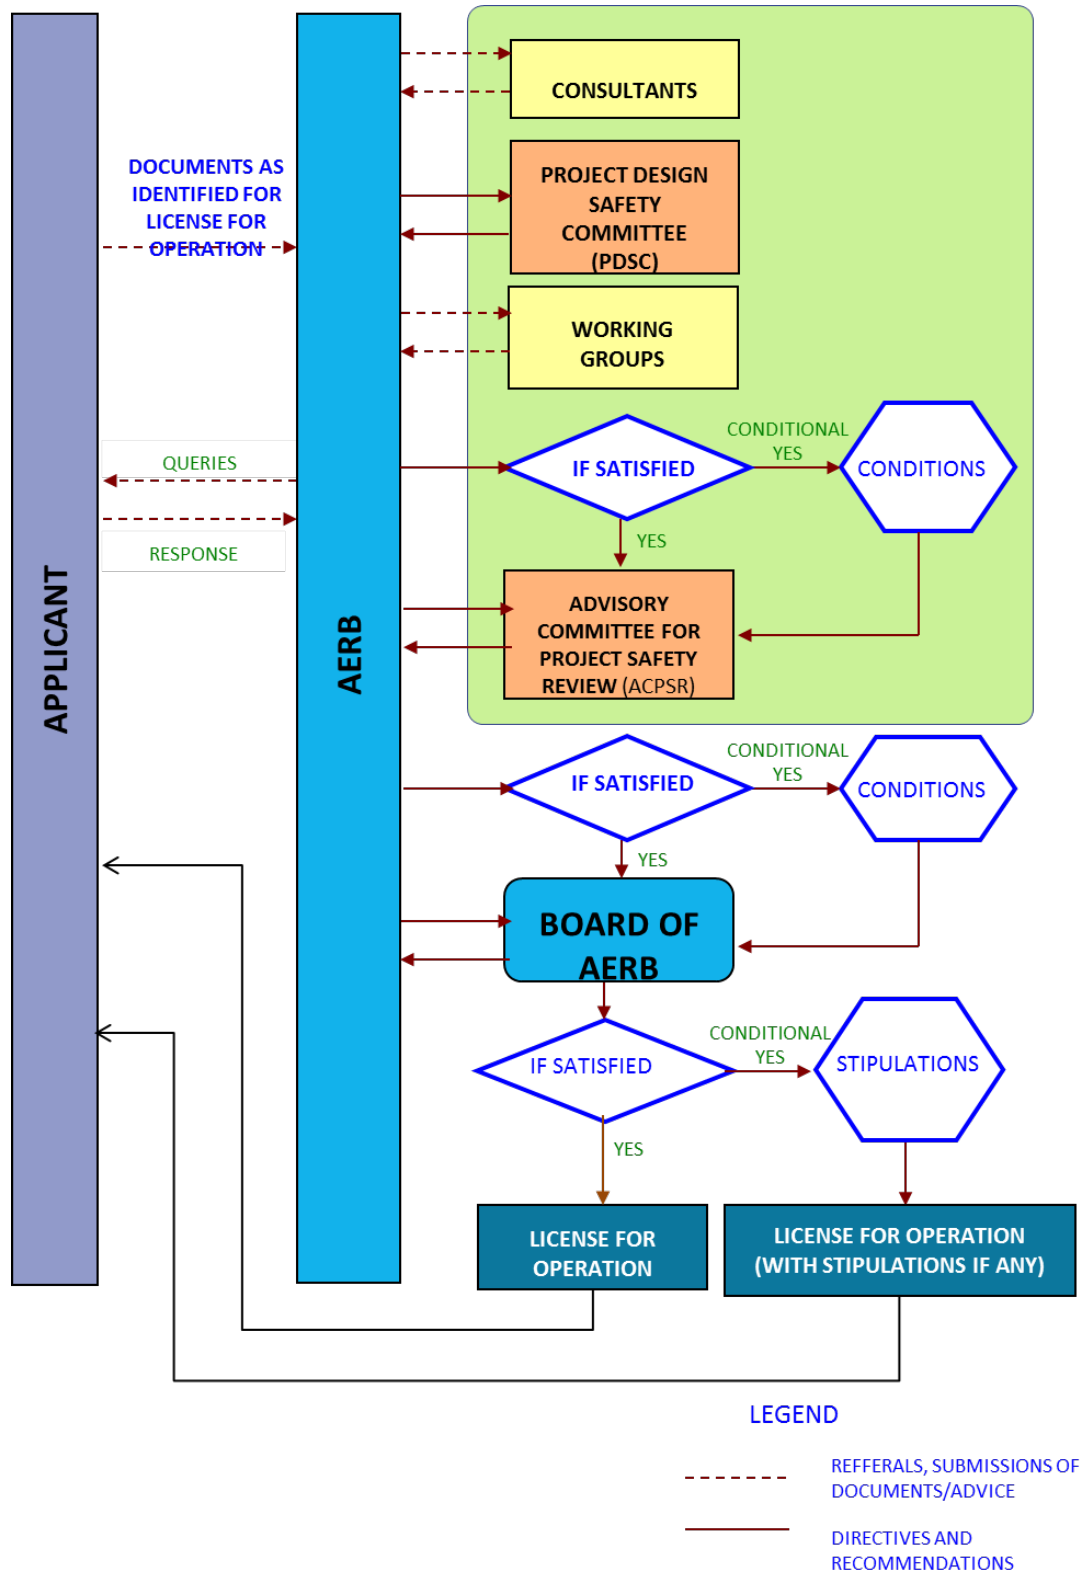 CONSULTANTS
DOCUMENTS AS
IDENTIFIED FOR
LICENSE FOR
OPERATION
PROJECT DESIGN
SAFETY
COMMITTEE
(PDSC)
WORKING
GROUPS
QUERIES
RESPONSE
IF SATISFIED
CONDITIONAL
YES
CONDITIONS
YES
APPLICANT
AERB
ADVISORY
COMMITTEE FOR
PROJECT SAFETY
REVIEW (ACPSR)
IF SATISFIED
CONDITIONAL
YES
CONDITIONS
YES
BOARD OF
AERB
IF SATISFIED
CONDITIONAL
YES
STIPULATIONS
YES
LICENSE FOR
OPERATION
LICENSE FOR OPERATION
(WITH STIPULATIONS IF ANY)
LEGEND
REFFERALS, SUBMISSIONS OF
DOCUMENTS/ADVICE
DIRECTIVES AND
RECOMMENDATIONS